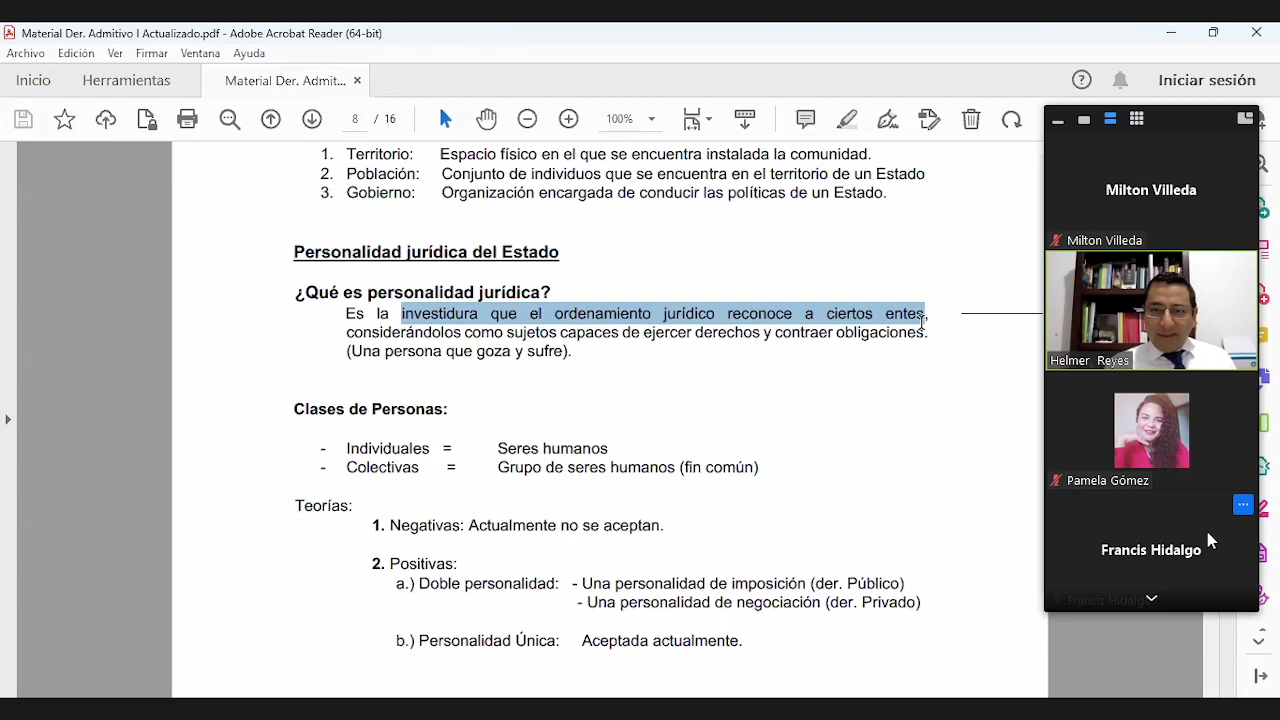 Material Der. Admitivo I Actualizado.pdf - Adobe Acrobat Reader (64-bit)
Archivo Edición Ver Firmar Ventana Ayuda
Inicio Herramientas Material Der. Admit... × Iniciar sesión
8 / 16 100%
1. Territorio: Espacio físico en el que se encuentra instalada la comunidad.
2. Población: Conjunto de individuos que se encuentra en el territorio de un Estado
3. Gobierno: Organización encargada de conducir las políticas de un Estado.
Personalidad jurídica del Estado
¿Qué es personalidad jurídica?
Es la investidura que el ordenamiento jurídico reconoce a ciertos entes,
considerándolos como sujetos capaces de ejercer derechos y contraer obligaciones.
(Una persona que goza y sufre).
Clases de Personas:
- Individuales = Seres humanos
- Colectivas = Grupo de seres humanos (fin común)
Teorías:
1. Negativas: Actualmente no se aceptan.
2. Positivas:
a.) Doble personalidad: - Una personalidad de imposición (der. Público)
- Una personalidad de negociación (der. Privado)
b.) Personalidad Única: Aceptada actualmente.
Milton Villeda
Milton Villeda
Helmer Reyes
Pamela Gómez
Francis Hidalgo
Francis Hidalgo